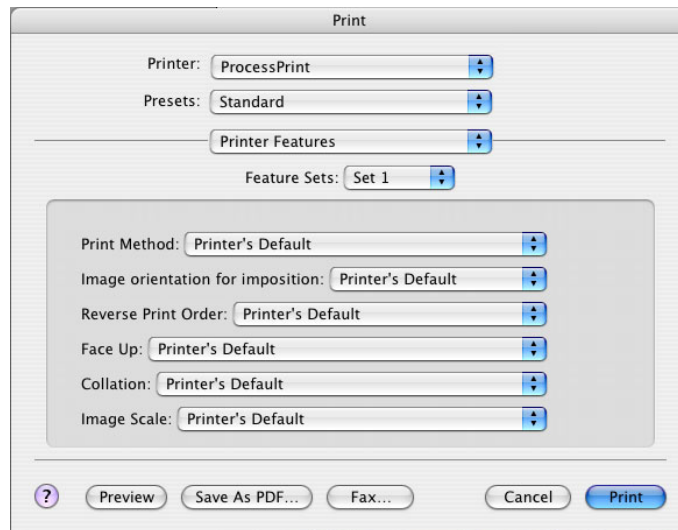 Print
Printer: ProcessPrint
Presets: Standard
Printer Features
Feature Sets: Set 1
Print Method: Printer's Default
Image orientation for imposition: Printer's Default
Reverse Print Order: Printer's Default
Face Up: Printer's Default
Collation: Printer's Default
Image Scale: Printer's Default
? Preview Save As PDF... Fax... Cancel Print